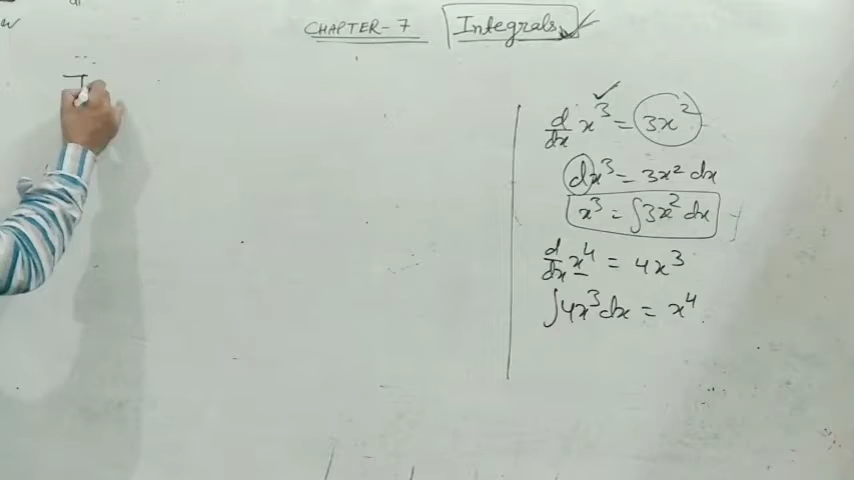 CHAPTER-7 Integrals
d/dx x³ = 3x²
dx³ = 3x² dx
x³ = ∫3x² dx
d/dx x⁴ = 4x³
∫4x³dx = x⁴